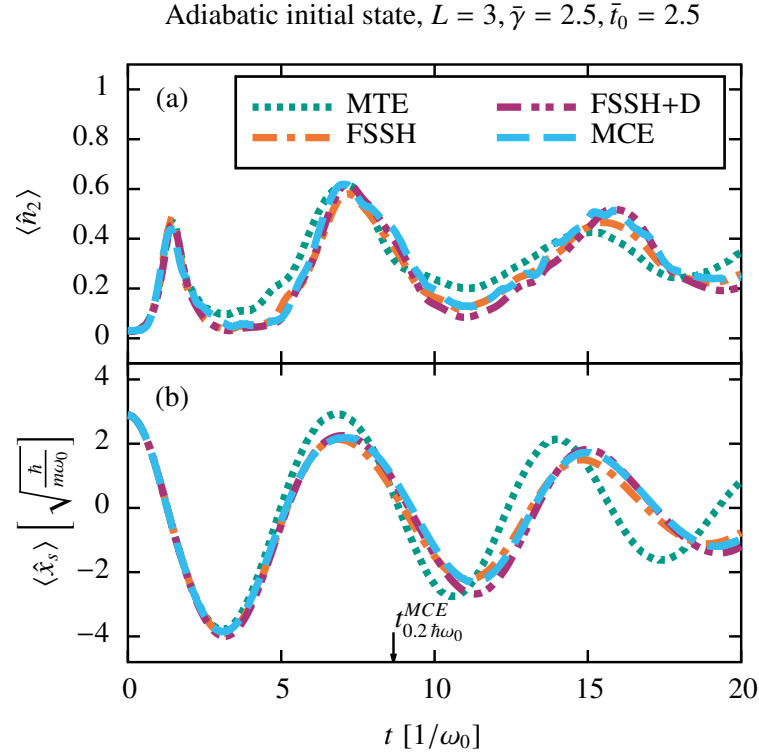 Adiabatic initial state, L = 3, γ̄ = 2.5, t̄₀ = 2.5
(a)
MTE
FSSH
FSSH+D
MCE
⟨n̂₂⟩
1
0.8
0.6
0.4
0.2
0
(b)
⟨x̂ₛ⟩ [√(ħ/mω₀)]
4
2
0
−2
−4
t^{MCE}_{0.2 ħω₀}
0 5 10 15 20
t [1/ω₀]